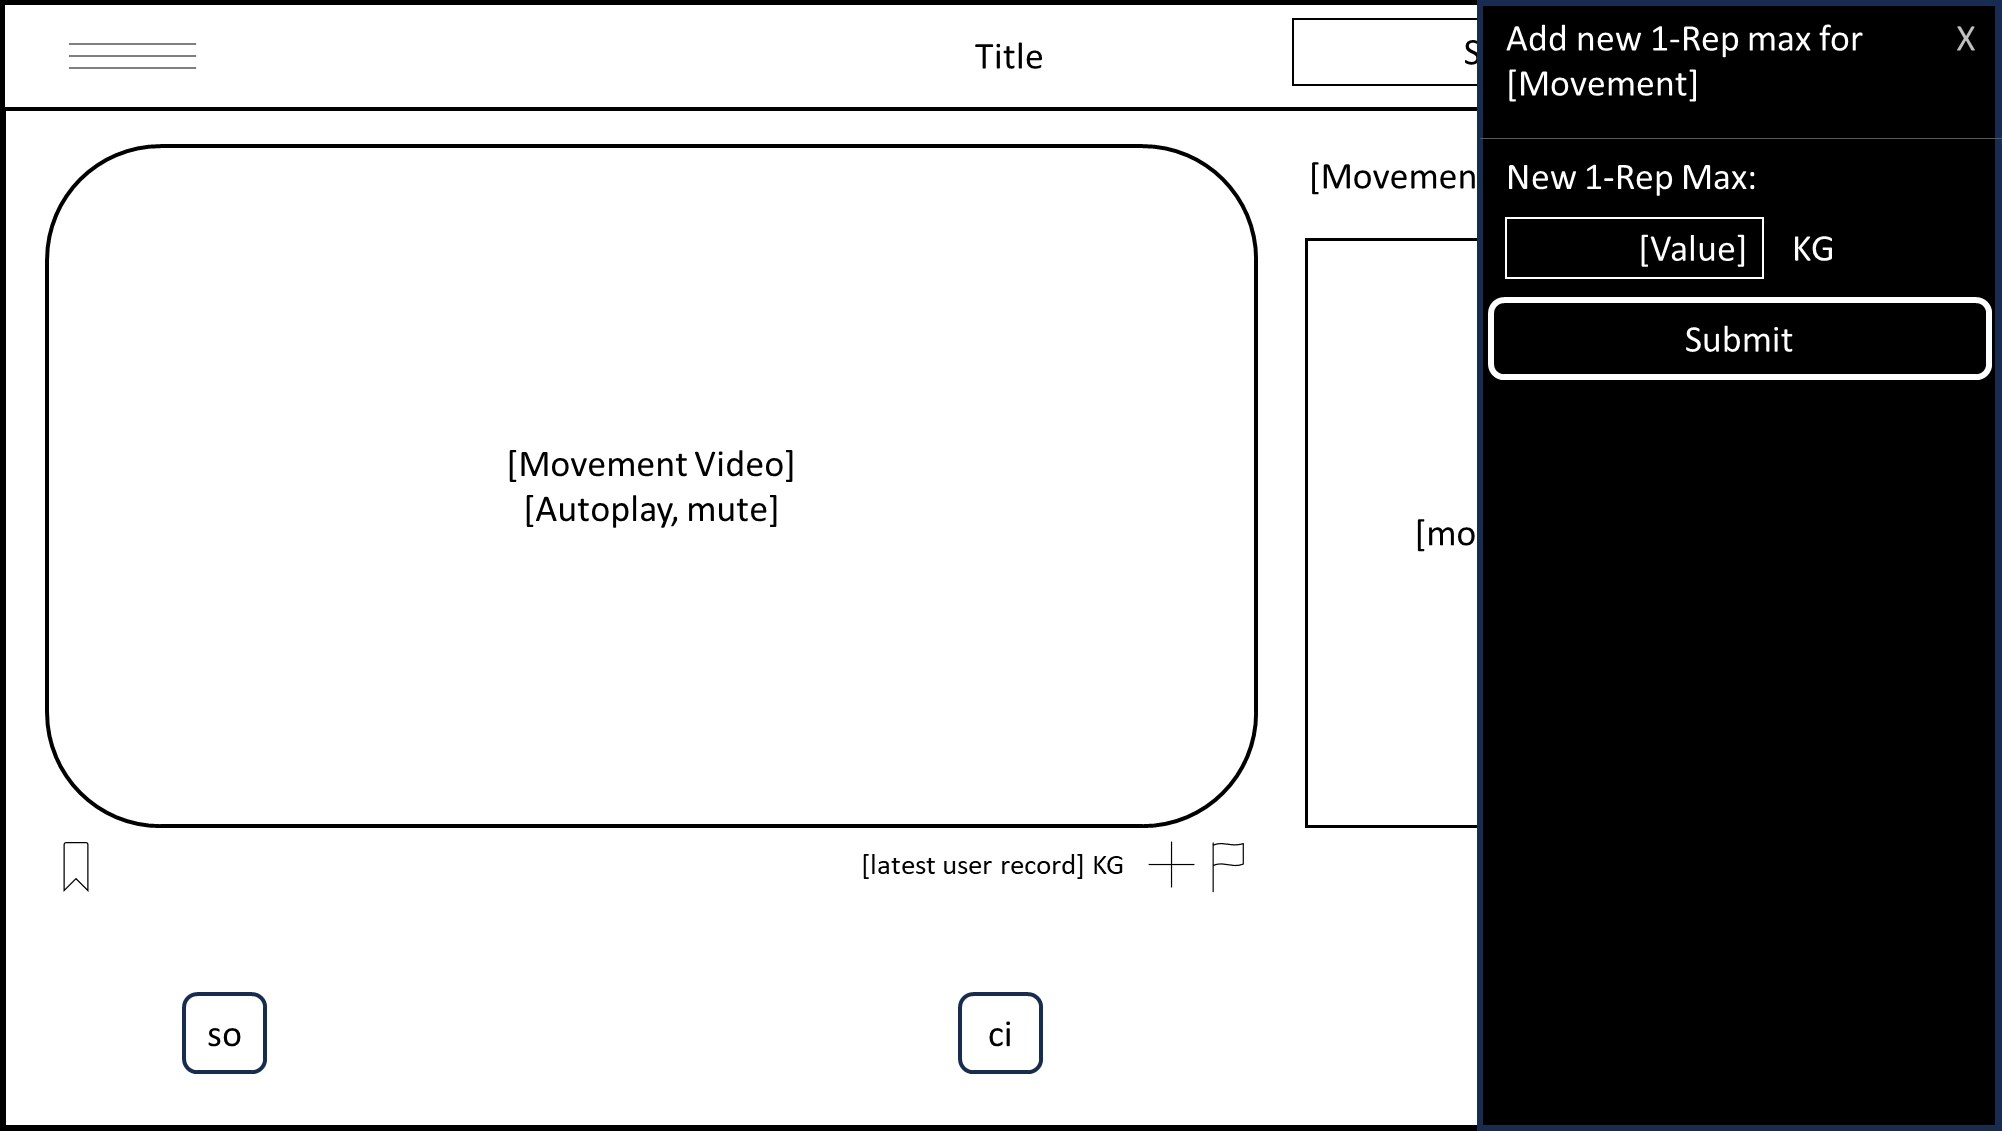 Title
S
Add new 1-Rep max for
[Movement]
X
[Movemen
New 1-Rep Max:
[Value] KG
Submit
[Movement Video]
[Autoplay, mute]
[mo
[latest user record] KG
so
ci